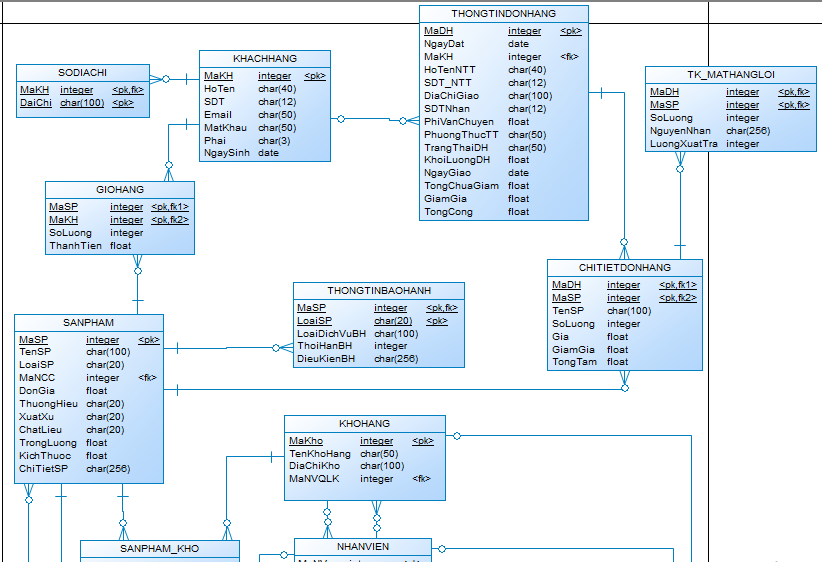 THONGTINDONHANG
MaDH integer <pk>
NgayDat date
MaKH integer <fk>
HoTenNTT char(40)
SDT_NTT char(12)
DiaChiGiao char(100)
SDTNhan char(12)
PhiVanChuyen float
PhuongThucTT char(50)
TrangThaiDH char(50)
KhoiLuongDH float
NgayGiao date
TongChuaGiam float
GiamGia float
TongCong float
KHACHHANG
MaKH integer <pk>
HoTen char(40)
SDT char(12)
Email char(50)
MatKhau char(50)
Phai char(3)
NgaySinh date
SODIACHI
MaKH integer <pk,fk>
DaiChi char(100) <pk>
TK_MATHANGLOI
MaDH integer <pk,fk>
MaSP integer <pk,fk>
SoLuong integer
NguyenNhan char(256)
LuongXuatTra integer
GIOHANG
MaSP integer <pk,fk1>
MaKH integer <pk,fk2>
SoLuong integer
ThanhTien float
CHITIETDONHANG
MaDH integer <pk,fk1>
MaSP integer <pk,fk2>
TenSP char(100)
SoLuong integer
Gia float
GiamGia float
TongTam float
THONGTINBAOHANH
MaSP integer <pk,fk>
LoaiSP char(20) <pk>
LoaiDichVuBH char(100)
ThoiHanBH integer
DieuKienBH char(256)
SANPHAM
MaSP integer <pk>
TenSP char(100)
LoaiSP char(20)
MaNCC integer <fk>
DonGia float
ThuongHieu char(20)
XuatXu char(20)
ChatLieu char(20)
TrongLuong float
KichThuoc float
ChiTietSP char(256)
KHOHANG
MaKho integer <pk>
TenKhoHang char(50)
DiaChiKho char(100)
MaNVQLK integer <fk>
SANPHAM_KHO
NHANVIEN